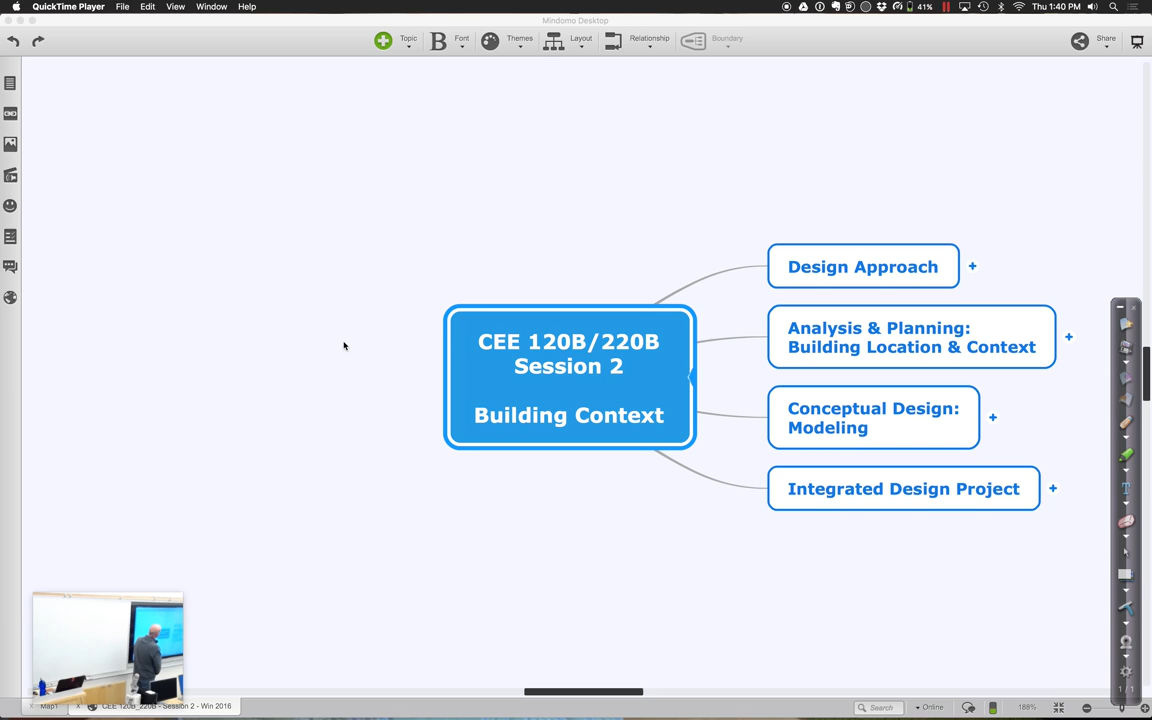 QuickTime Player File Edit View Window Help
41% Thu 1:40 PM
Mindomo Desktop
Topic Font Themes Layout Relationship Boundary Share
Design Approach +
Analysis & Planning:
Building Location & Context +
CEE 120B/220B
Session 2
Building Context
Conceptual Design:
Modeling +
Integrated Design Project +
1 / 1
x Map1 x CEE 120B_220B - Session 2 - Win 2016
Search Online 188%